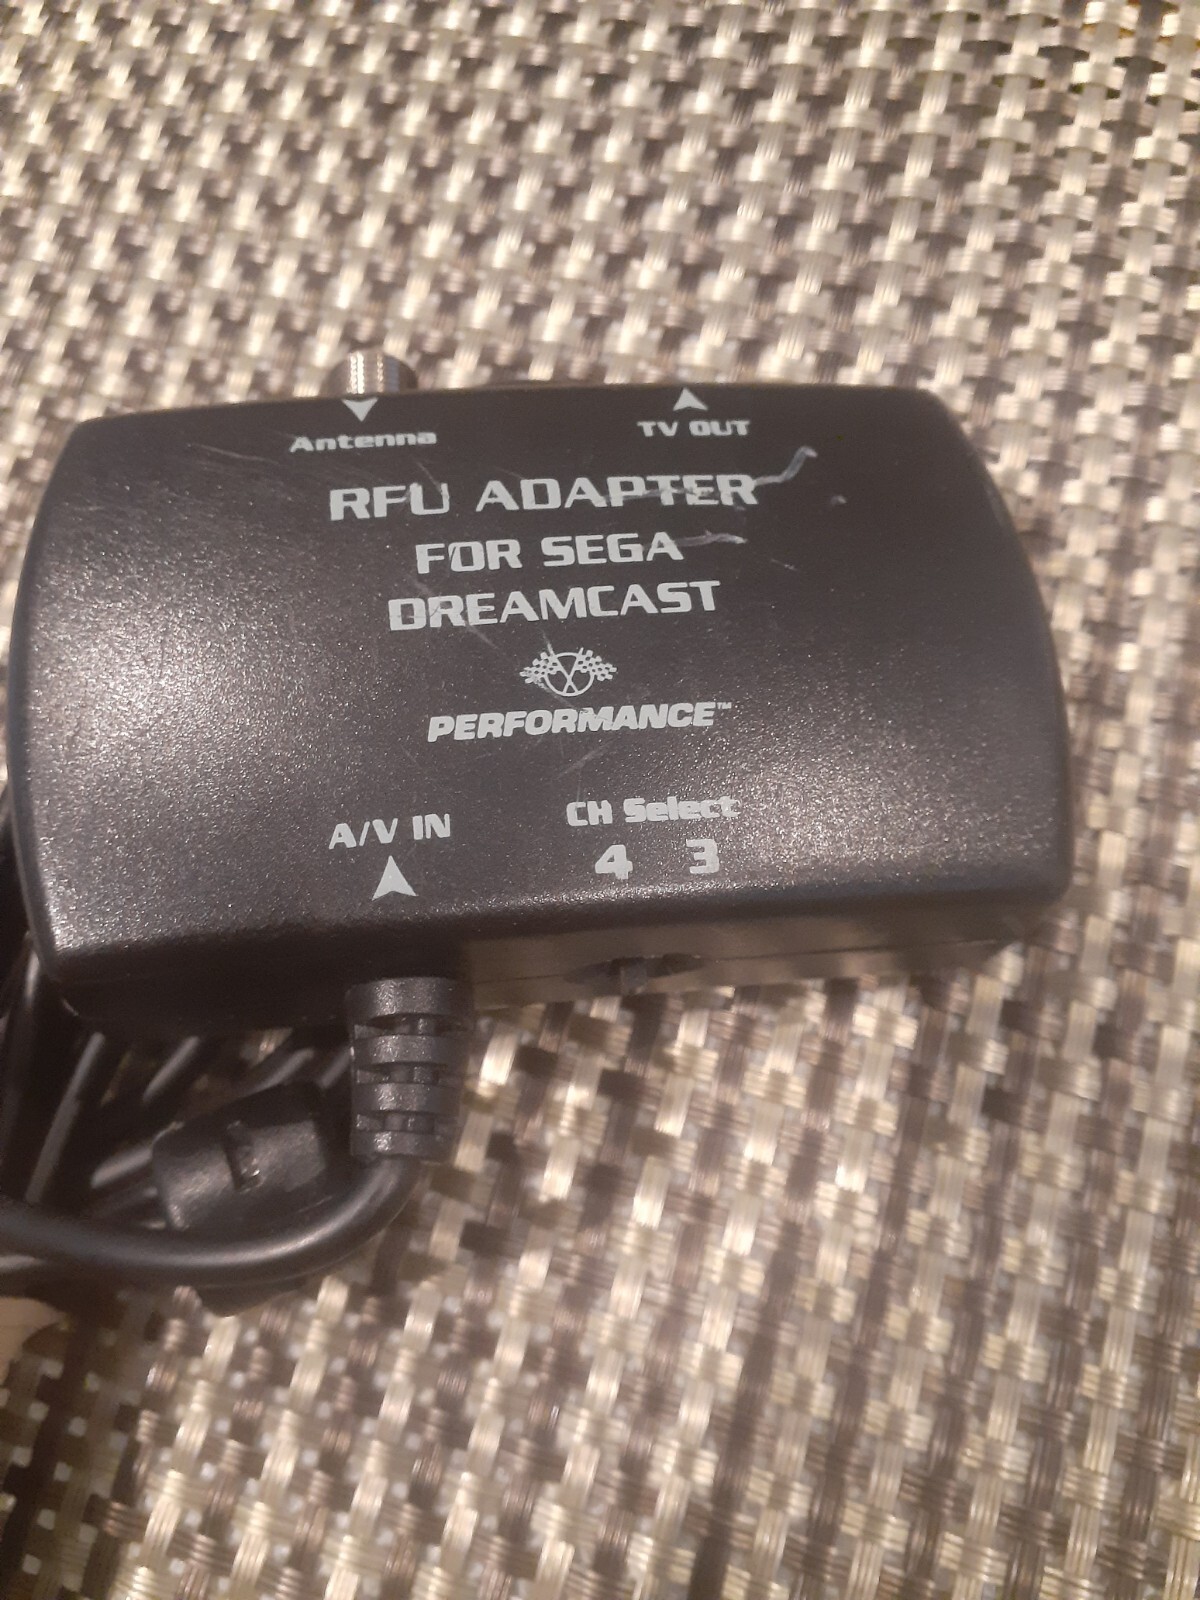 Antenna
TV OUT
RFU ADAPTER
FOR SEGA
DREAMCAST
PERFORMANCE™
A/V IN
CH Select
4 3